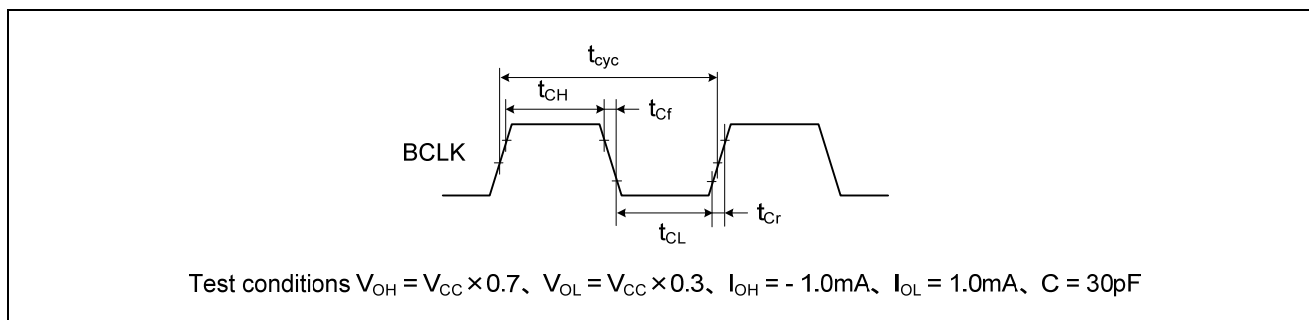 tcyc
tCH
tCf
BCLK
tCr
tCL
Test conditions VOH = VCC × 0.7、VOL = VCC × 0.3、IOH = - 1.0mA、IOL = 1.0mA、C = 30pF